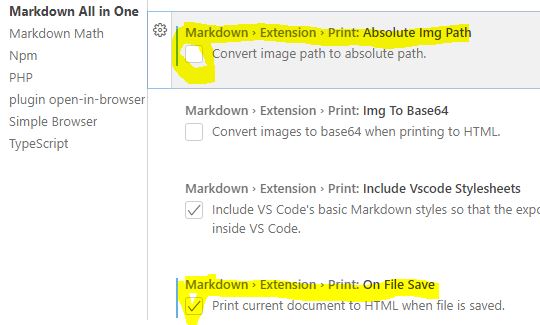 Markdown All in One
Markdown Math
Npm
PHP
plugin open-in-browser
Simple Browser
TypeScript
Markdown › Extension › Print: Absolute Img Path
Convert image path to absolute path.
Markdown › Extension › Print: Img To Base64
Convert images to base64 when printing to HTML.
Markdown › Extension › Print: Include Vscode Stylesheets
Include VS Code's basic Markdown styles so that the expo
inside VS Code.
Markdown › Extension › Print: On File Save
Print current document to HTML when file is saved.